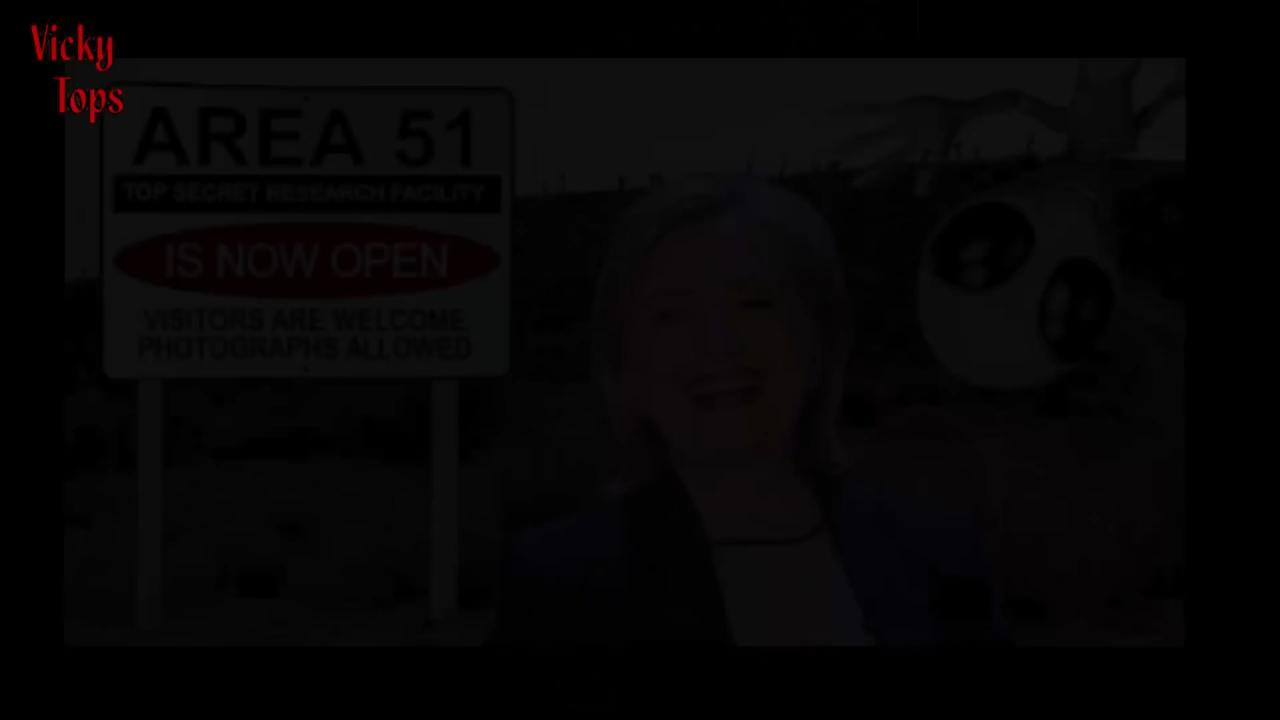 Vicky
Tops
AREA 51
TOP SECRET RESEARCH FACILITY
IS NOW OPEN
VISITORS ARE WELCOME
PHOTOGRAPHS ALLOWED